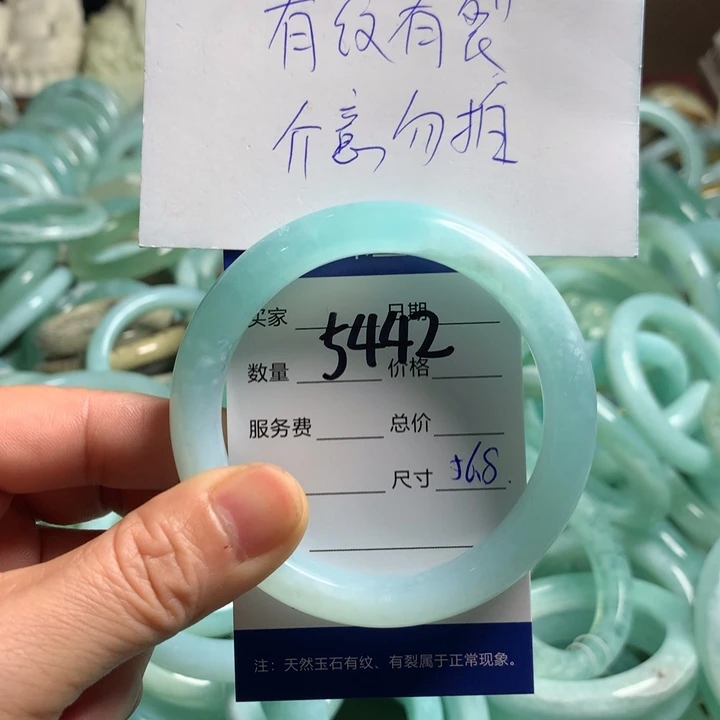 有纹有裂
介意勿拍
买家 日期
5442
数量 价格
服务费 总价
尺寸 56.8
注：天然玉石有纹、有裂属于正常现象。